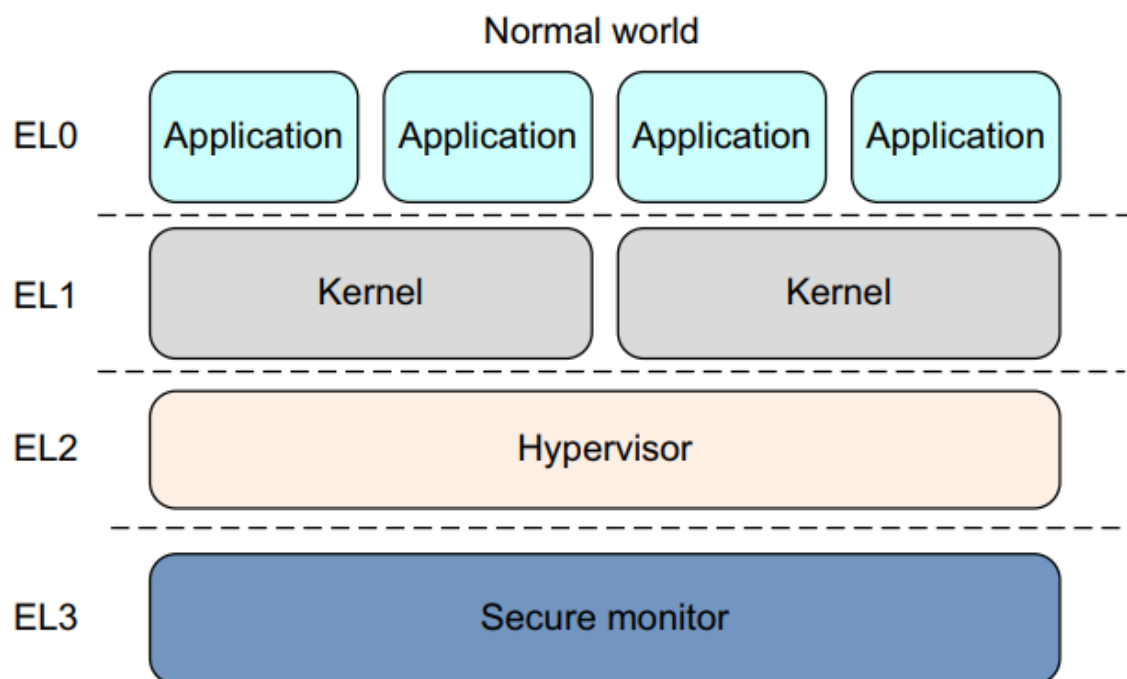 Normal world
EL0 Application Application Application Application
EL1 Kernel Kernel
EL2 Hypervisor
EL3 Secure monitor